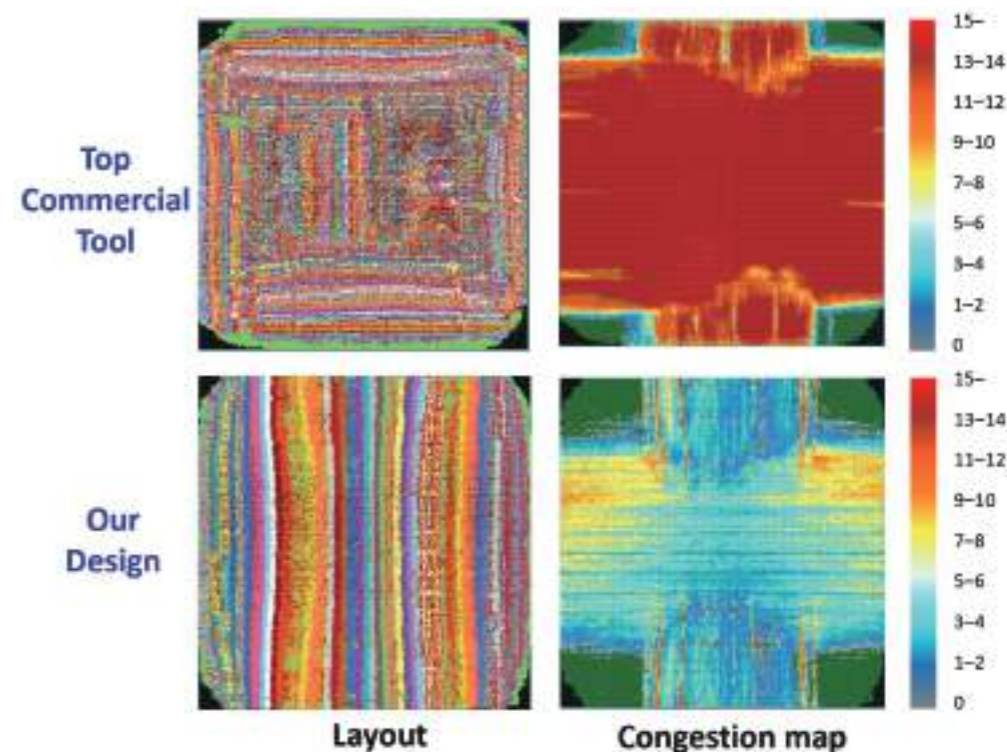 Top
Commercial
Tool
15–
13–14
11–12
9–10
7–8
5–6
3–4
1–2
0
Our
Design
15–
13–14
11–12
9–10
7–8
5–6
3–4
1–2
0
Layout
Congestion map